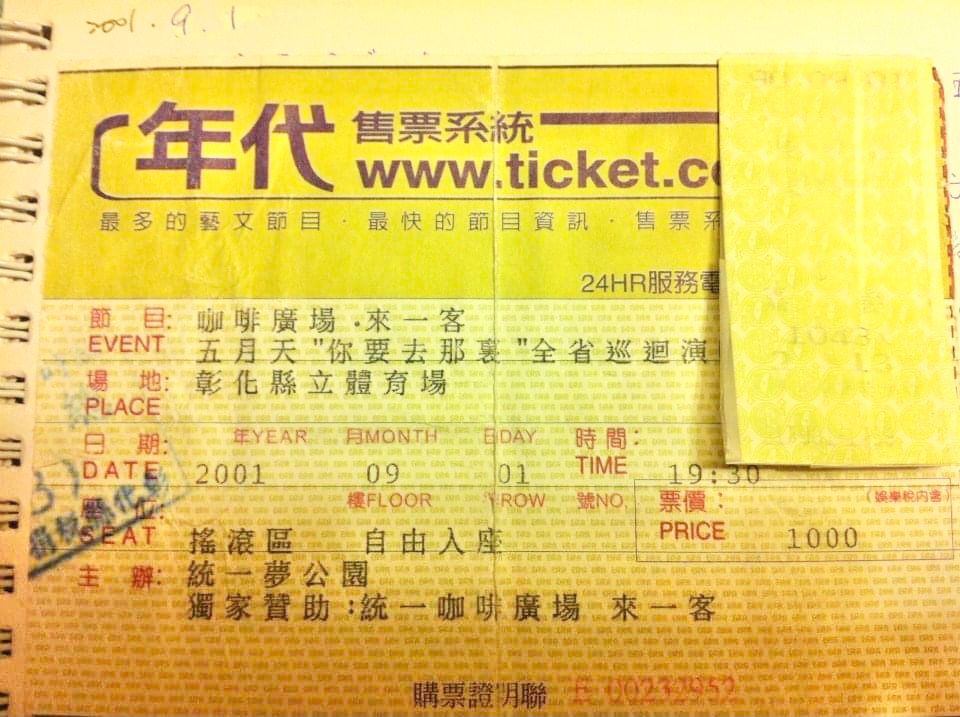 2001.9.1
年代 售票系統
www.ticket.c
最多的藝文節目·最快的節目資訊·售票系
24HR服務電
節目: 咖啡廣場.來一客
EVENT 五月天"你要去那裏"全省巡迴演
場地: 彰化縣立體育場
PLACE
日期: 年YEAR 月MONTH 日DAY 時間:
DATE 2001 09 01 TIME 19:30
座位: 樓FLOOR 排ROW 號NO. 票價: (娛樂稅內含)
SEAT 搖滾區 自由入座 PRICE 1000
主辦: 統一夢公園
獨家贊助:統一咖啡廣場 來一客
購票證明聯 E 00232952